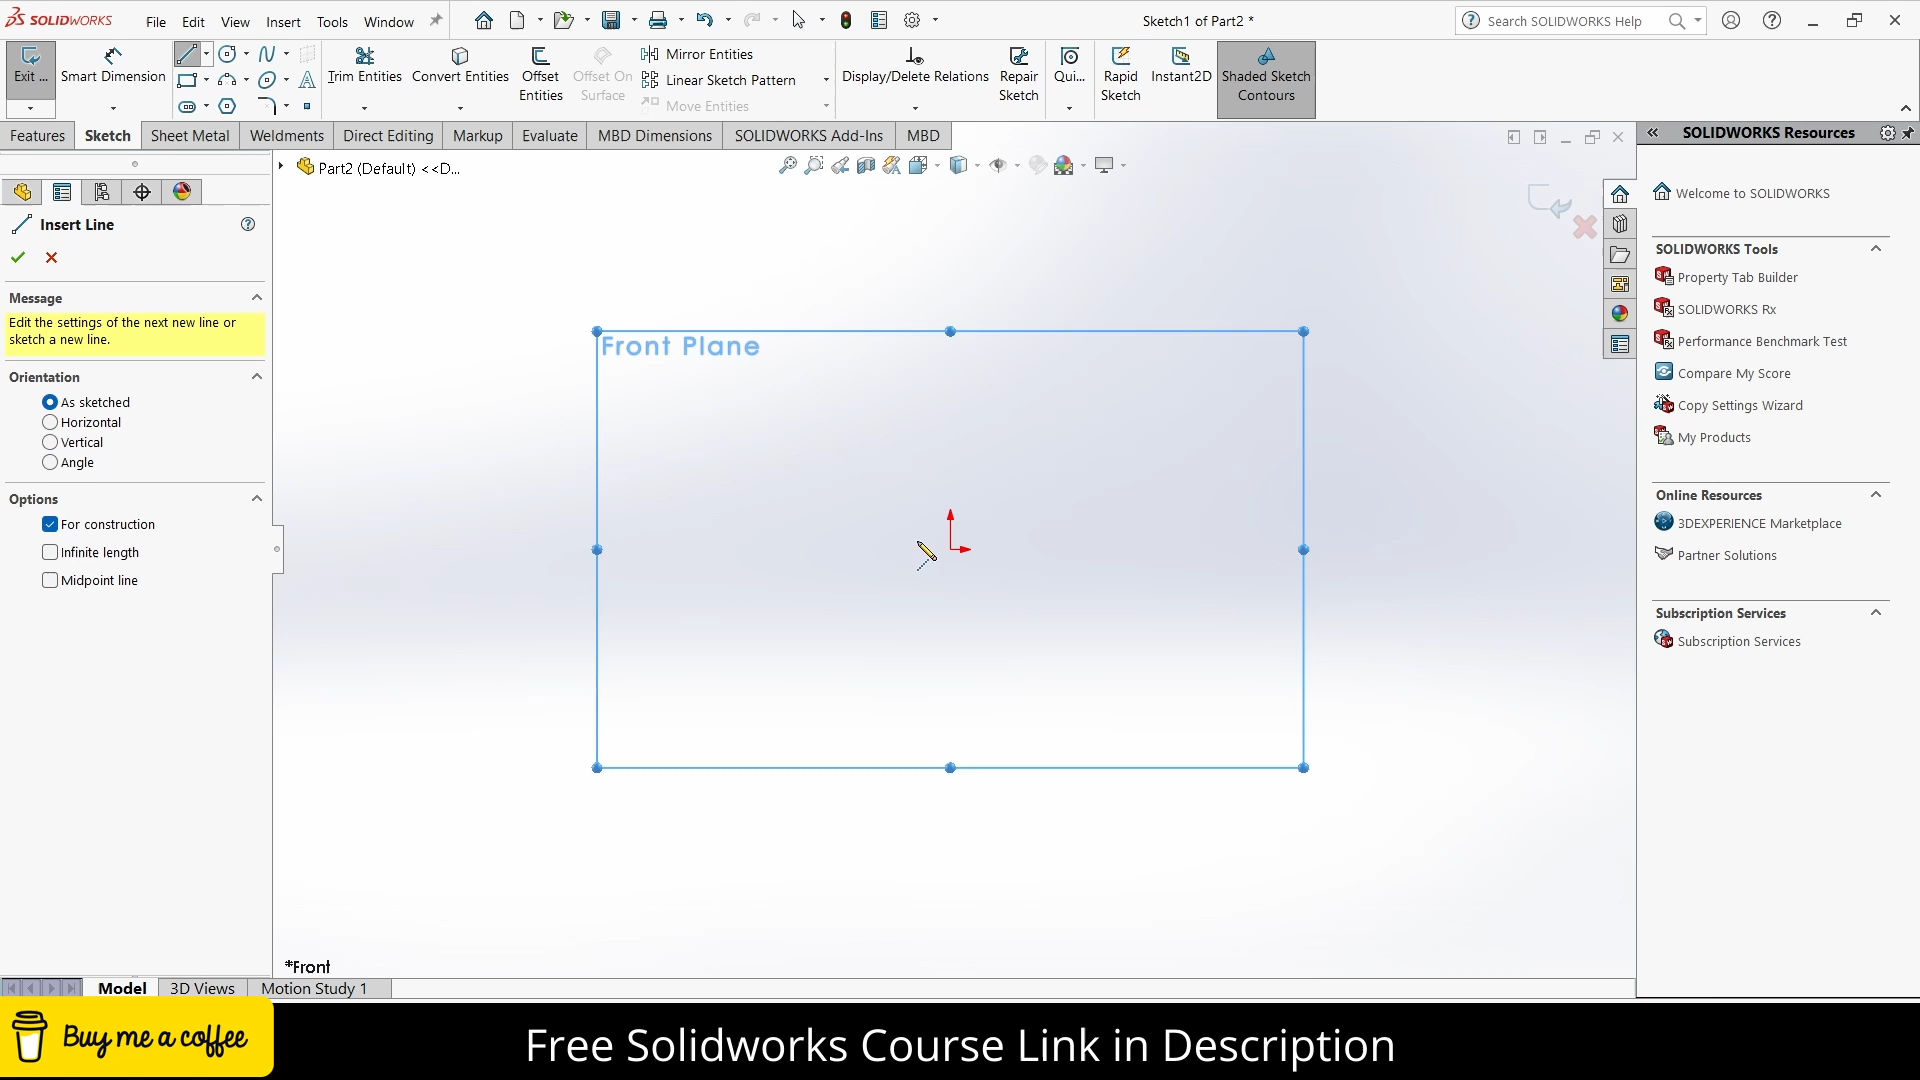 SOLIDWORKS
File Edit View Insert Tools Window
Sketch1 of Part2 *
Search SOLIDWORKS Help
Exit ...
Smart Dimension
Trim Entities
Convert Entities
Offset Entities
Offset On Surface
Mirror Entities
Linear Sketch Pattern
Move Entities
Display/Delete Relations
Repair Sketch
Qui...
Rapid Sketch
Instant2D
Shaded Sketch Contours
Features Sketch Sheet Metal Weldments Direct Editing Markup Evaluate MBD Dimensions SOLIDWORKS Add-Ins MBD
SOLIDWORKS Resources
Part2 (Default) <<D...
Insert Line
Message
Edit the settings of the next new line or
sketch a new line.
Orientation
As sketched
Horizontal
Vertical
Angle
Options
For construction
Infinite length
Midpoint line
Front Plane
*Front
Welcome to SOLIDWORKS
SOLIDWORKS Tools
Property Tab Builder
SOLIDWORKS Rx
Performance Benchmark Test
Compare My Score
Copy Settings Wizard
My Products
Online Resources
3DEXPERIENCE Marketplace
Partner Solutions
Subscription Services
Subscription Services
Model 3D Views Motion Study 1
Buy me a coffee
Free Solidworks Course Link in Description